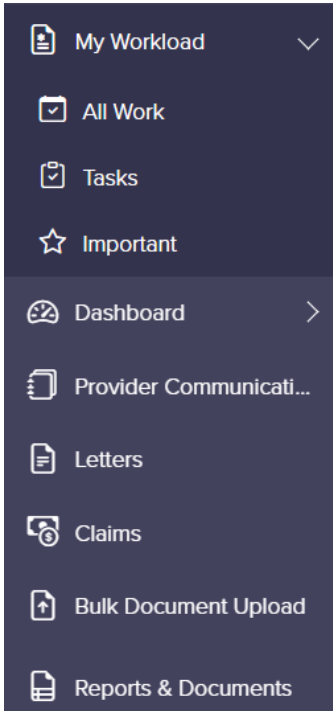 My Workload
All Work
Tasks
Important
Dashboard
Provider Communicati...
Letters
Claims
Bulk Document Upload
Reports & Documents